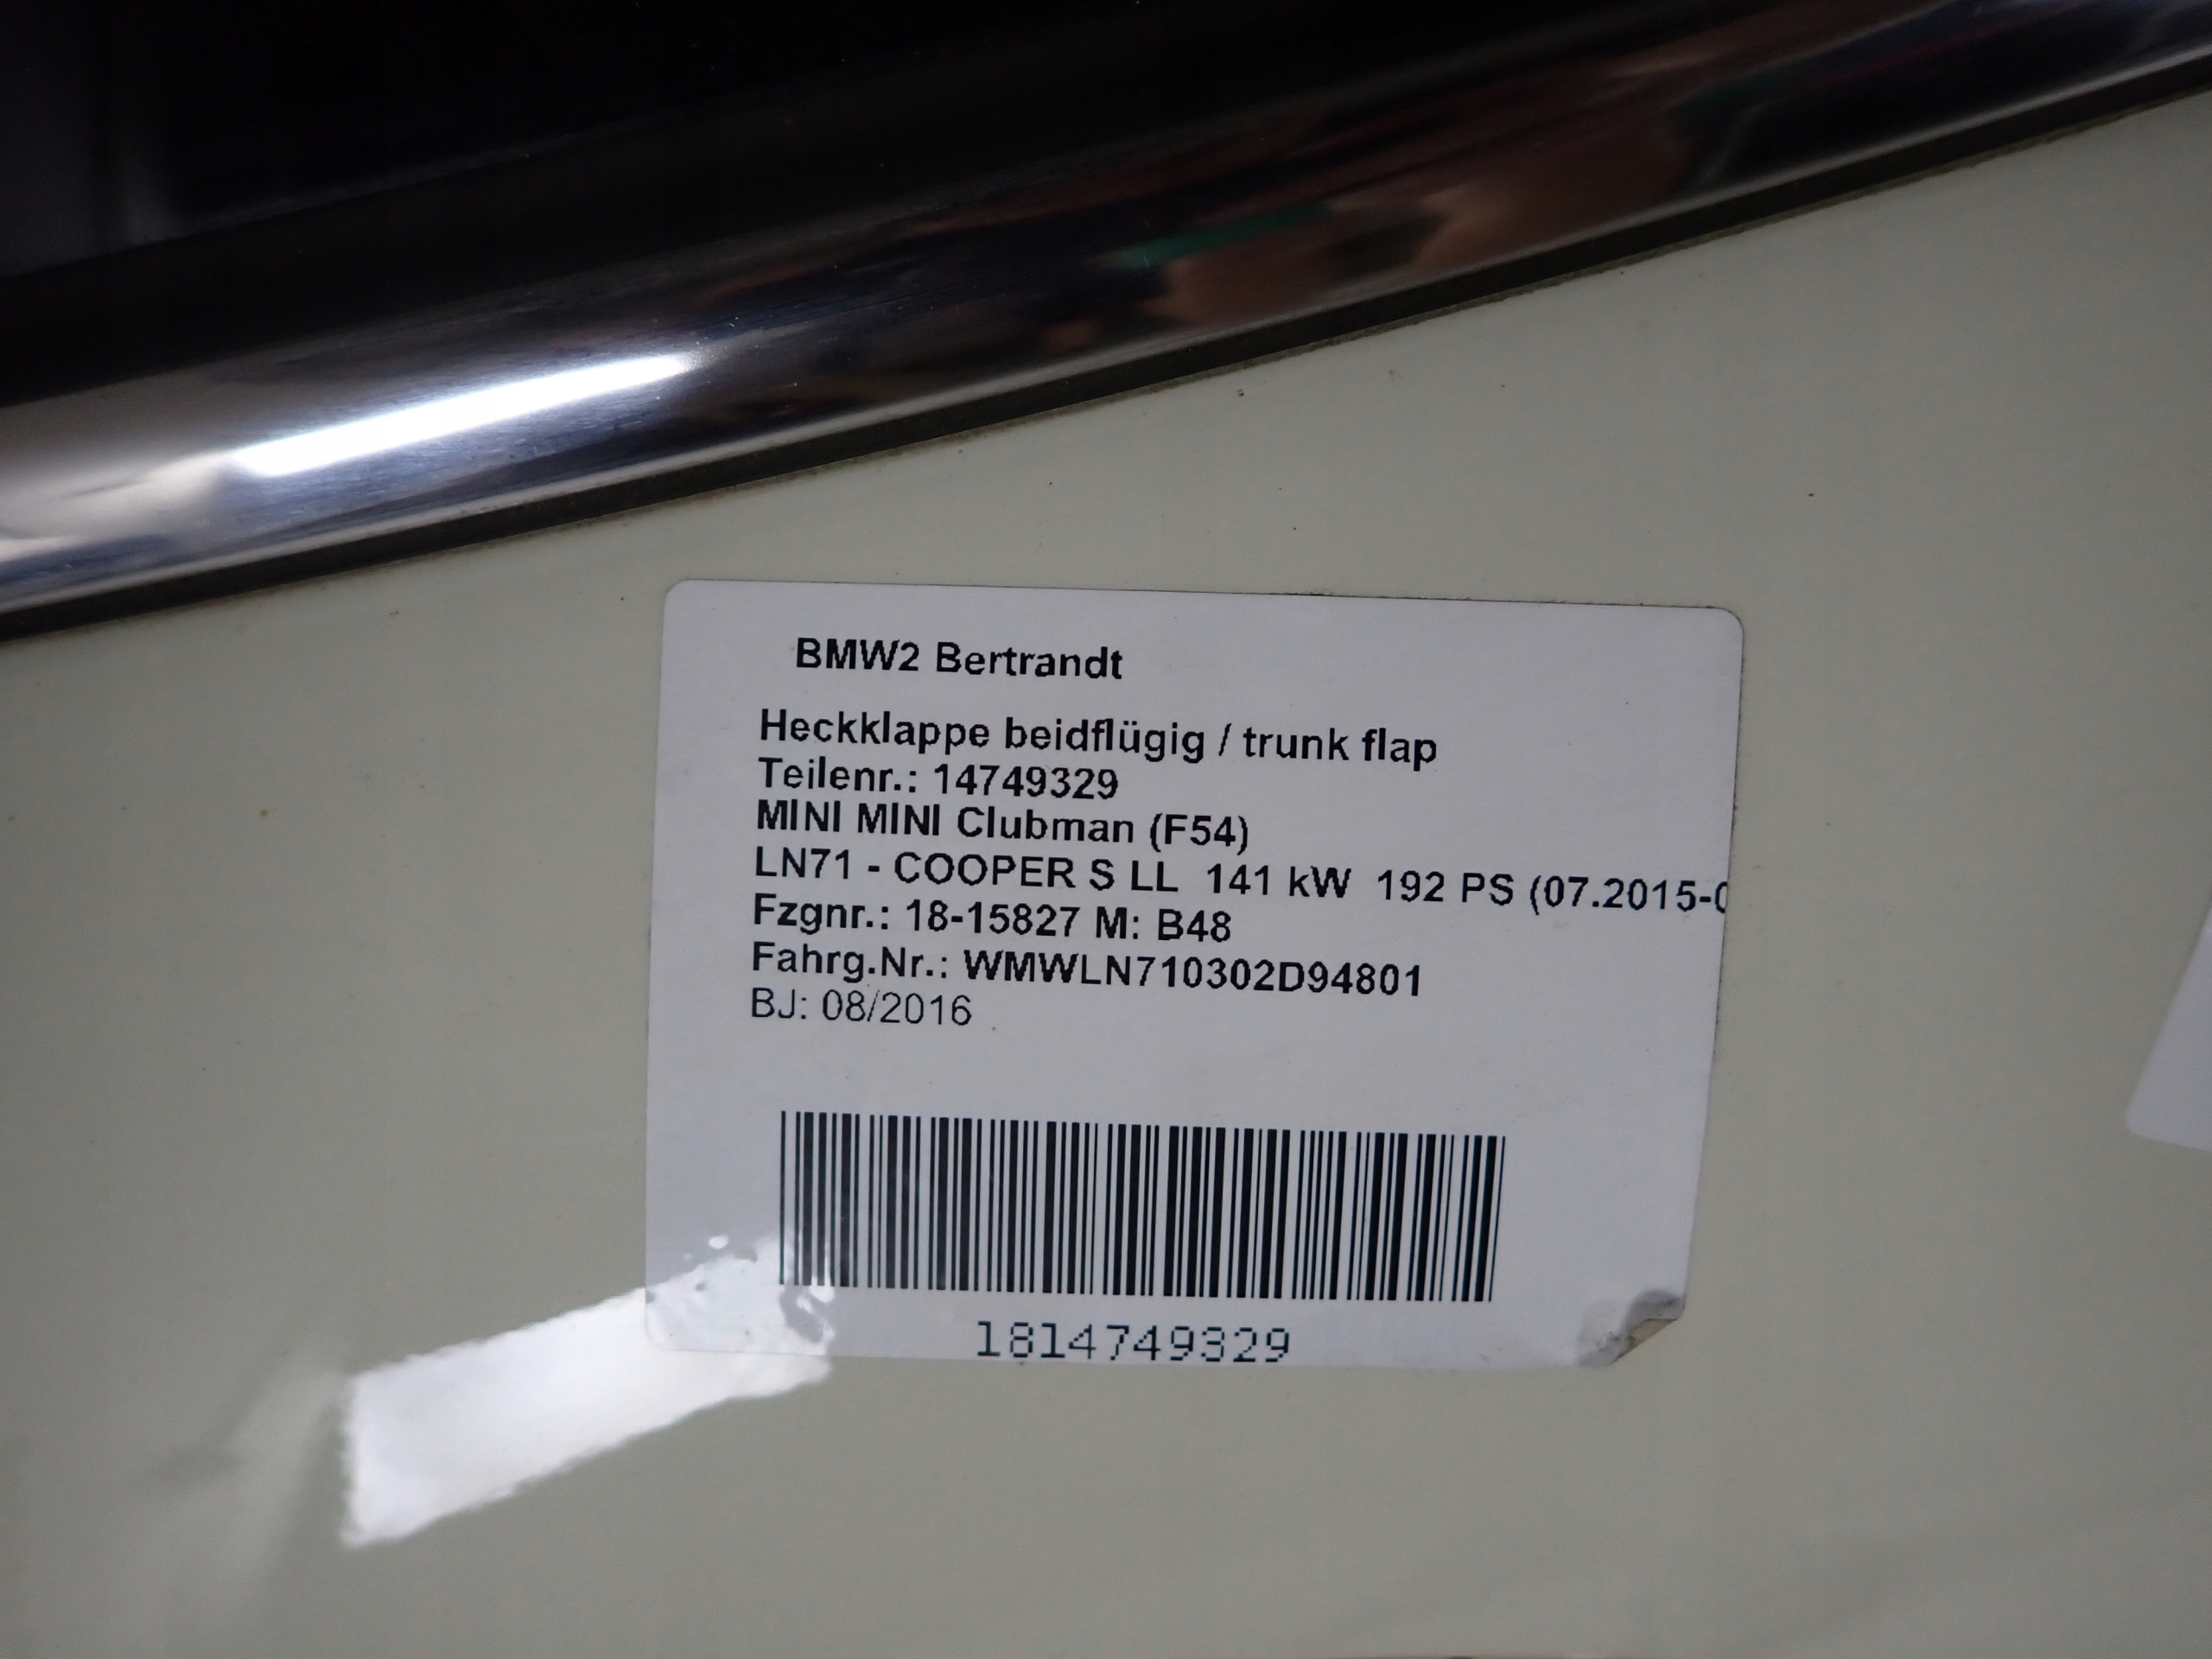 BMW2 Bertrandt
Heckklappe beidflügig / trunk flap
Teilenr.: 14749329
MINI MINI Clubman (F54)
LN71 - COOPER S LL 141 kW 192 PS (07.2015-0
Fzgnr.: 18-15827 M: B48
Fahrg.Nr.: WMWLN710302D94801
BJ: 08/2016
1814749329